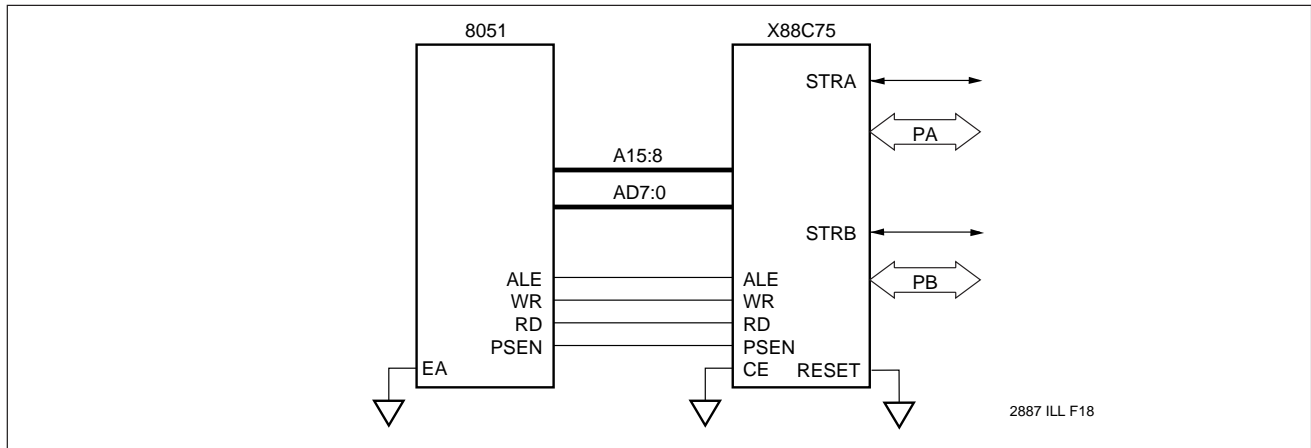 8051
X88C75
STRA
PA
A15:8
AD7:0
STRB
PB
ALE
WR
RD
PSEN
EA
ALE
WR
RD
PSEN
CE
RESET
2887 ILL F18